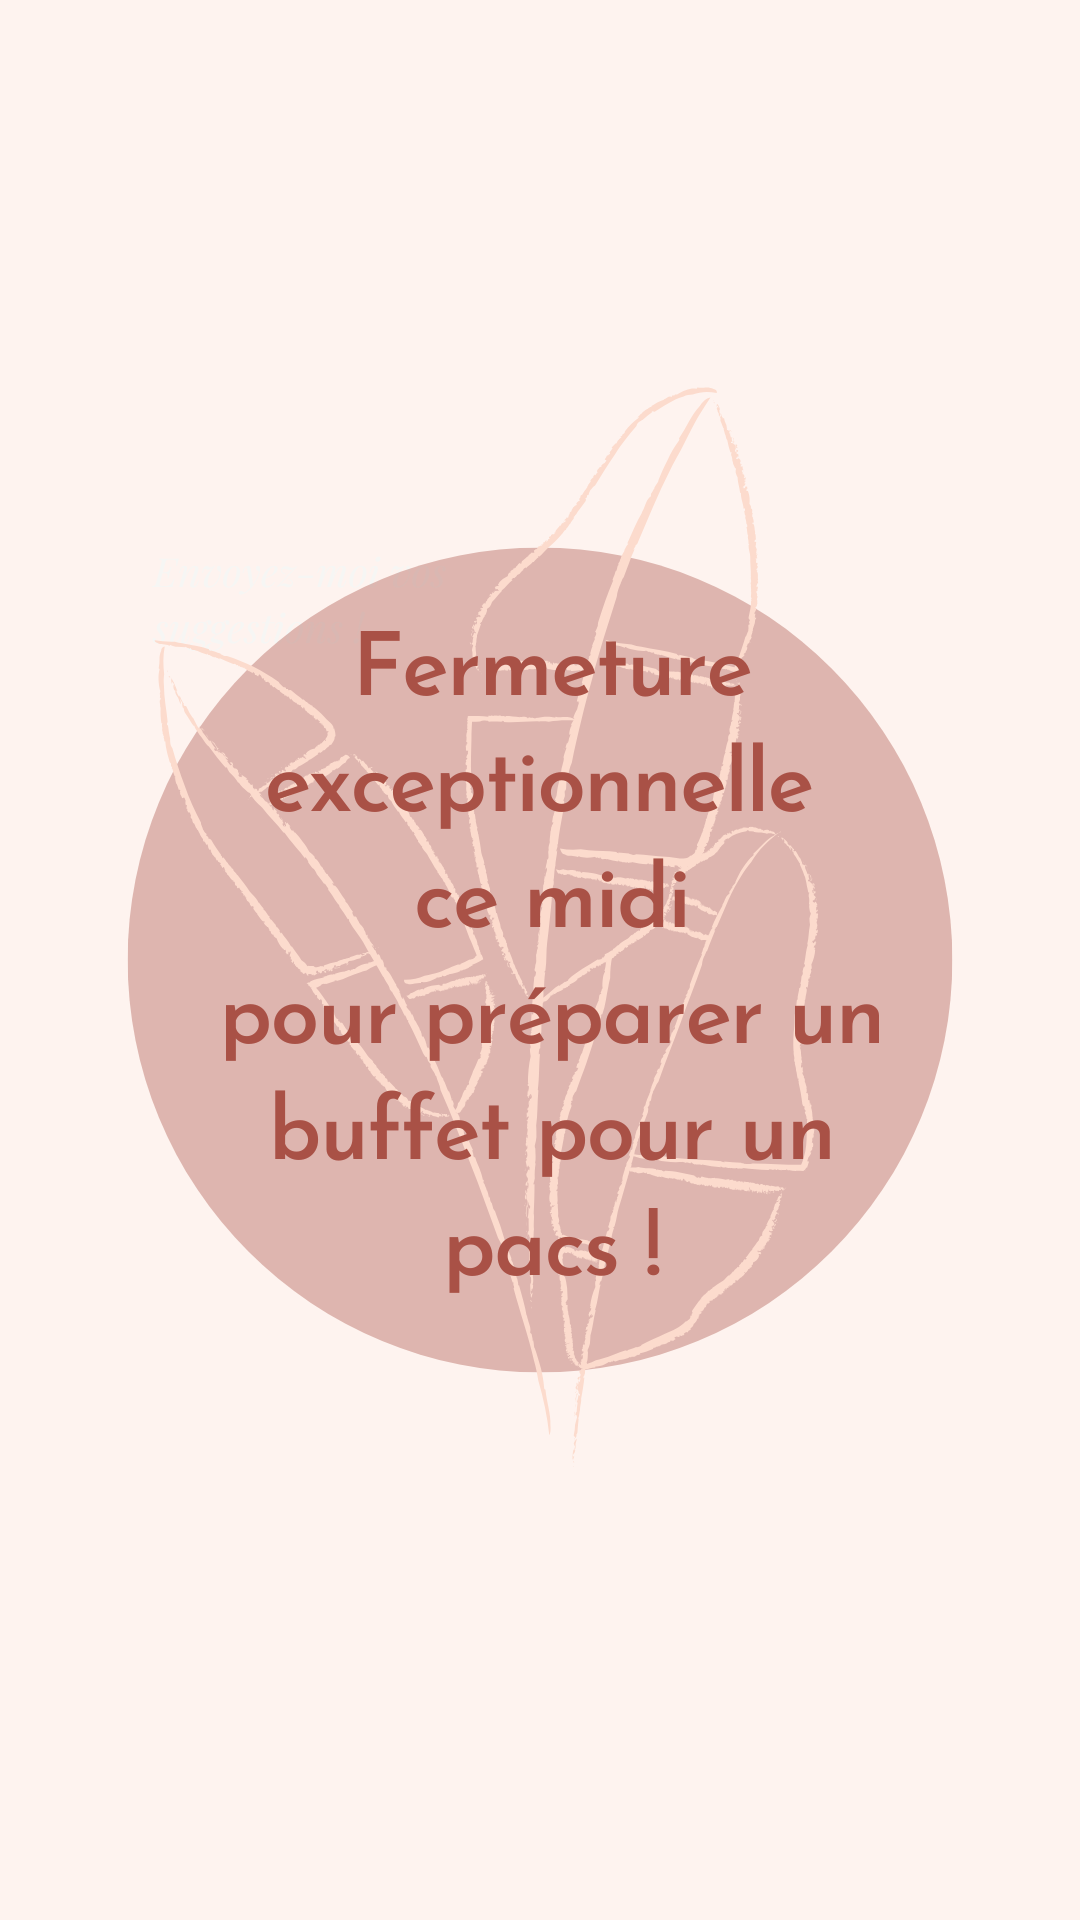 Fermeture
exceptionnelle
ce midi
pour préparer un
buffet pour un
pacs !